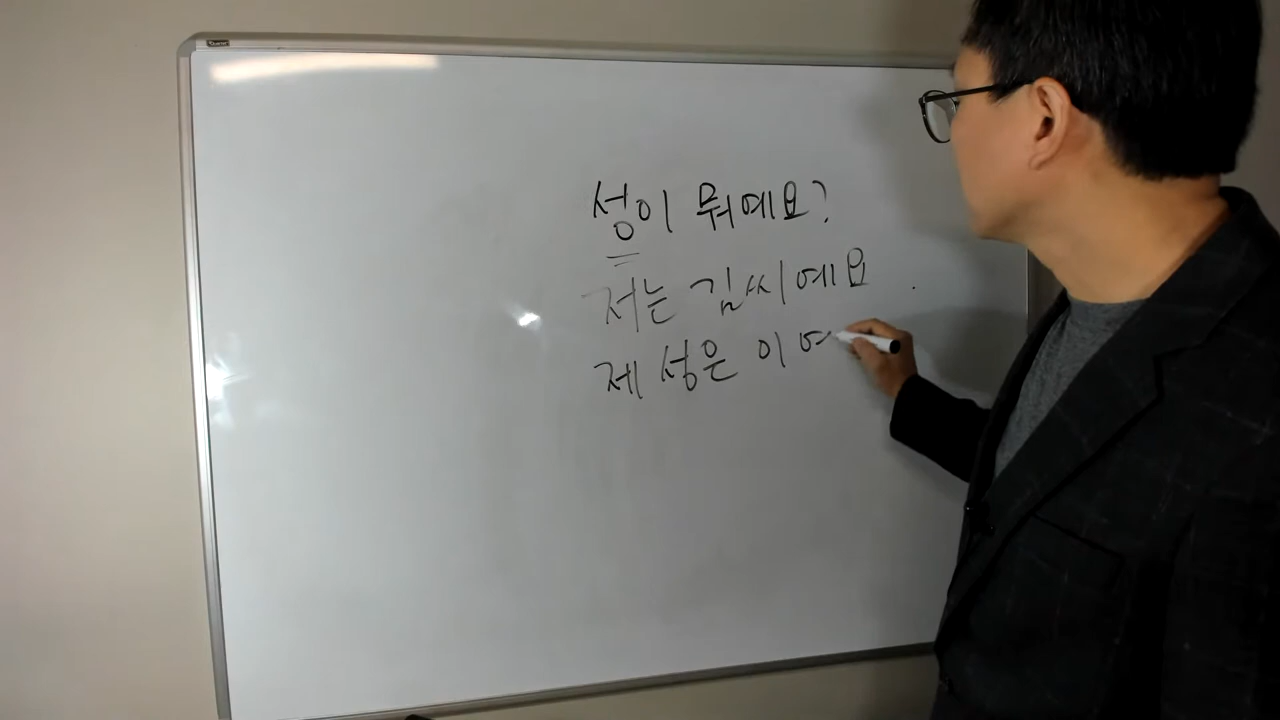 성이 뭐예요?
저는 김씨예요.
제 성은 이